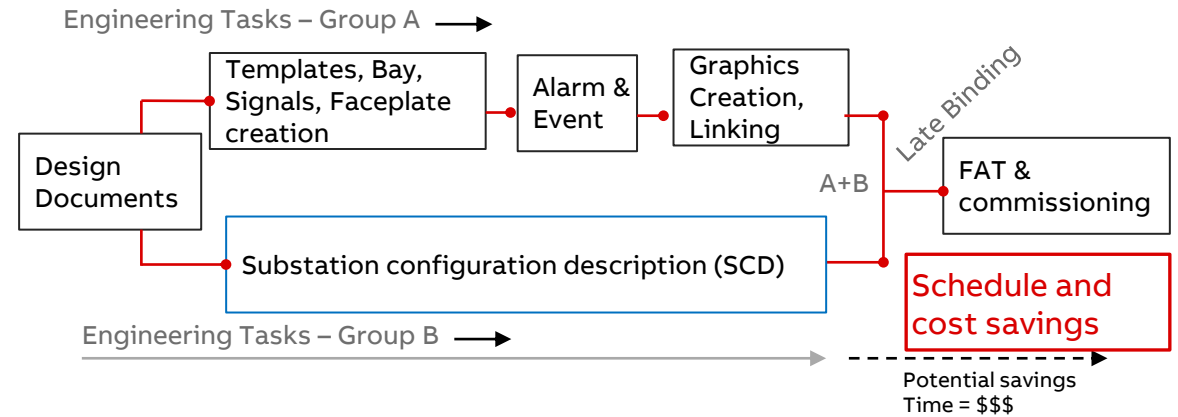 Engineering Tasks – Group A
Templates, Bay,
Signals, Faceplate
creation
Alarm &
Event
Graphics
Creation,
Linking
Late Binding
Design
Documents
A+B
FAT &
commissioning
Substation configuration description (SCD)
Schedule and
cost savings
Engineering Tasks – Group B
Potential savings
Time = $$$